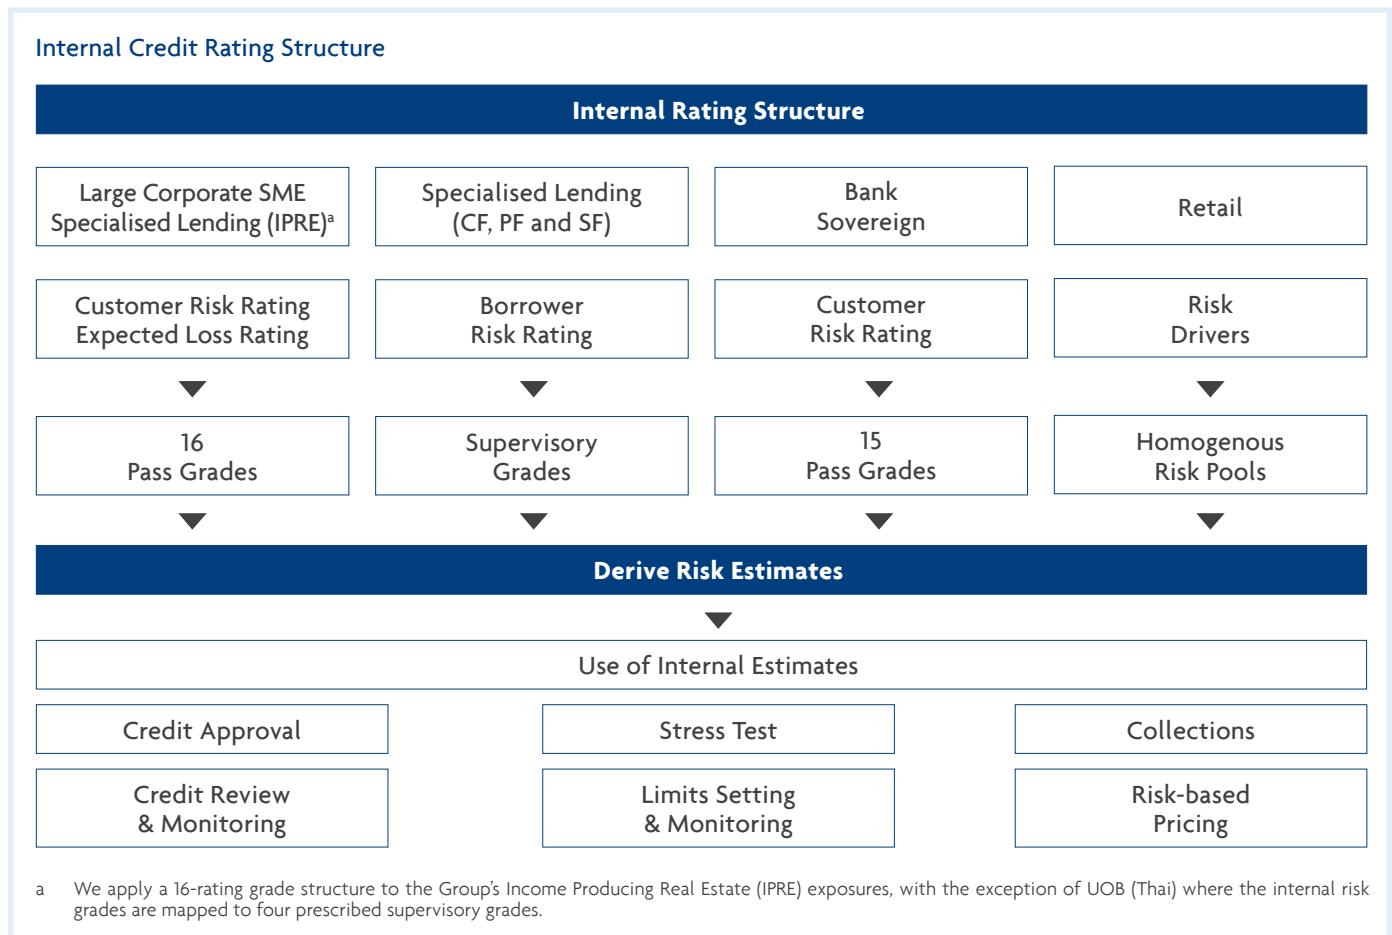 Internal Credit Rating Structure
Internal Rating Structure
Large Corporate SME
Specialised Lending (IPRE)a
Specialised Lending
(CF, PF and SF)
Bank
Sovereign
Retail
Customer Risk Rating
Expected Loss Rating
Borrower
Risk Rating
Customer
Risk Rating
Risk
Drivers
16
Pass Grades
Supervisory
Grades
15
Pass Grades
Homogenous
Risk Pools
Derive Risk Estimates
Use of Internal Estimates
Credit Approval
Stress Test
Collections
Credit Review
& Monitoring
Limits Setting
& Monitoring
Risk-based
Pricing
a We apply a 16-rating grade structure to the Group's Income Producing Real Estate (IPRE) exposures, with the exception of UOB (Thai) where the internal risk
grades are mapped to four prescribed supervisory grades.